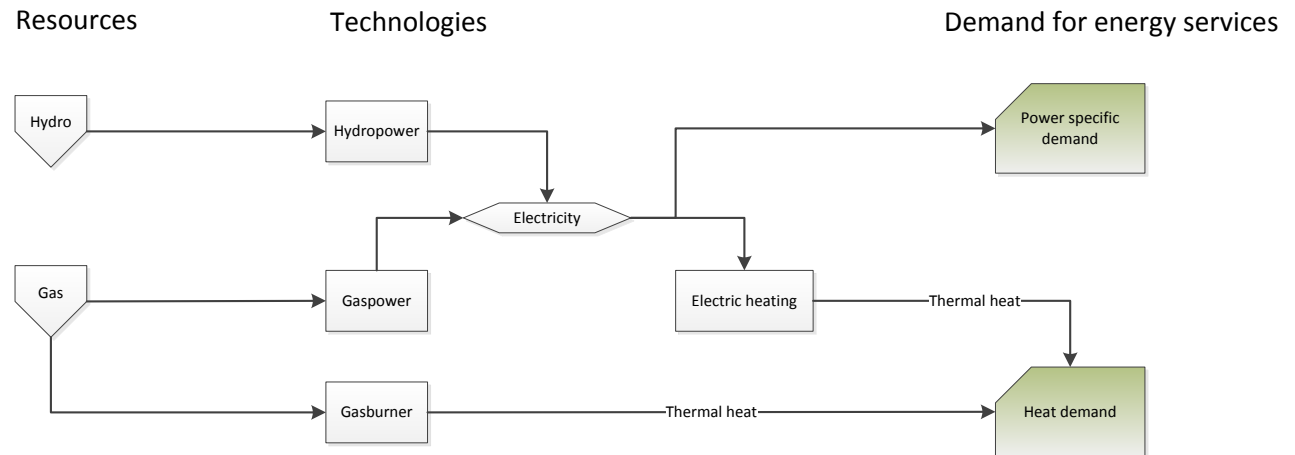 Resources
Technologies
Demand for energy services
Hydro
Hydropower
Power specific
demand
Electricity
Gas
Gaspower
Electric heating
Thermal heat
Gasburner
Thermal heat
Heat demand